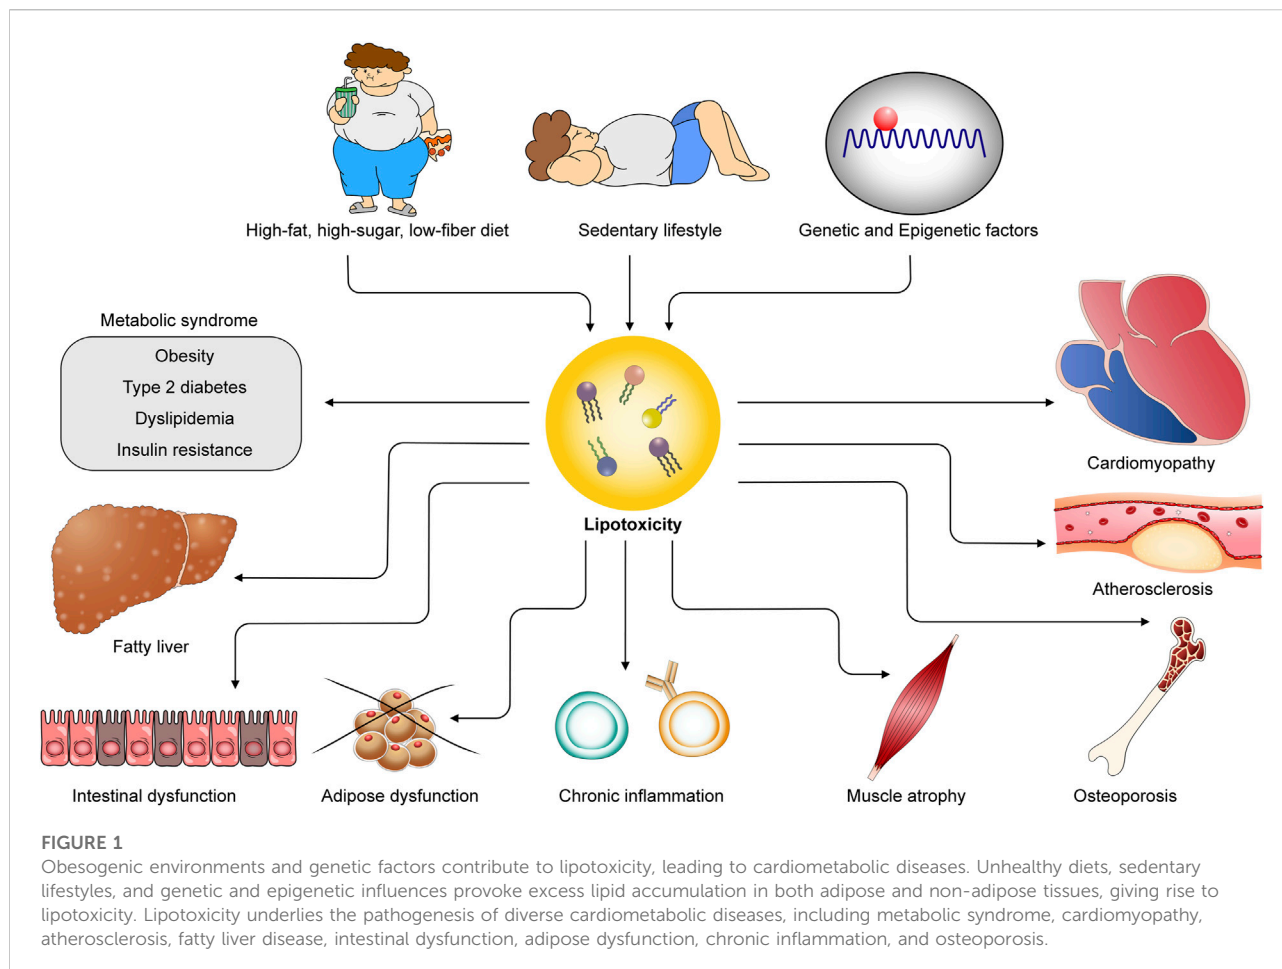 High-fat, high-sugar, low-fiber diet
Sedentary lifestyle
Genetic and Epigenetic factors
Metabolic syndrome
Obesity
Type 2 diabetes
Dyslipidemia
Insulin resistance
Lipotoxicity
Cardiomyopathy
Atherosclerosis
Fatty liver
Intestinal dysfunction
Adipose dysfunction
Chronic inflammation
Muscle atrophy
Osteoporosis
FIGURE 1
Obesogenic environments and genetic factors contribute to lipotoxicity, leading to cardiometabolic diseases. Unhealthy diets, sedentary
lifestyles, and genetic and epigenetic influences provoke excess lipid accumulation in both adipose and non-adipose tissues, giving rise to
lipotoxicity. Lipotoxicity underlies the pathogenesis of diverse cardiometabolic diseases, including metabolic syndrome, cardiomyopathy,
atherosclerosis, fatty liver disease, intestinal dysfunction, adipose dysfunction, chronic inflammation, and osteoporosis.